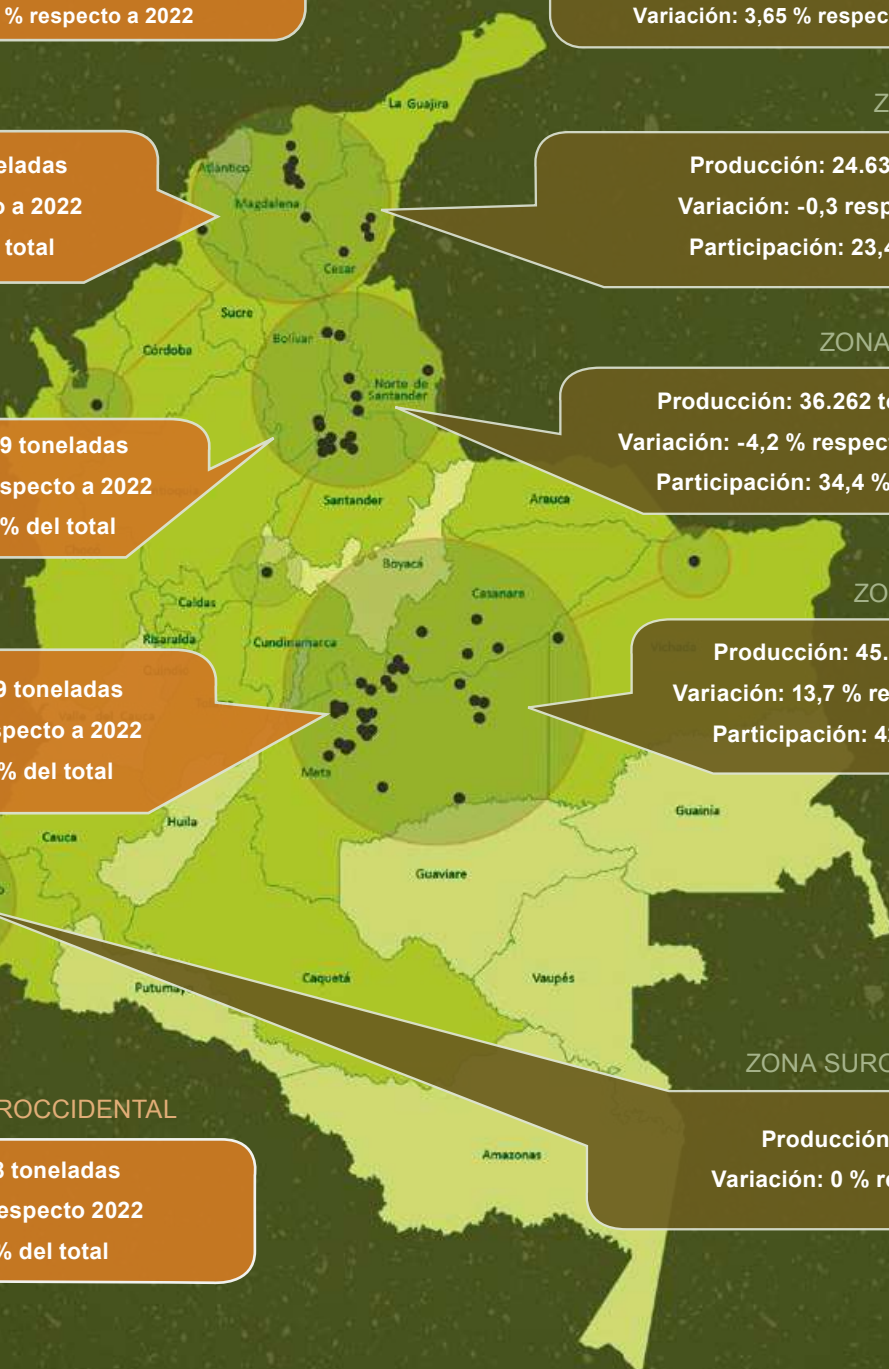 % respecto a 2022
Variación: 3,65 % respec
La Guajira
Z
eladas
o a 2022
total
Atlántico
Magdalena
Cesar
Producción: 24.63
Variación: -0,3 resp
Participación: 23,4
Sucre
Bolívar
Córdoba
Norte de
Santander
ZONA
Producción: 36.262 t
Variación: -4,2 % respec
Participación: 34,4 %
9 toneladas
specto a 2022
% del total
Santander
Arauca
Boyacá
Casanare
Caldas
Risaralda
Cundinamarca
Vichada
ZO
Producción: 45.
Variación: 13,7 % re
Participación: 4
9 toneladas
specto a 2022
% del total
Meta
Huila
Cauca
Guainía
Guaviare
Caquetá
Vaupés
Putumay
ZONA SURO
Producción
Variación: 0 % re
ROCCIDENTAL
3 toneladas
especto 2022
% del total
Amazonas